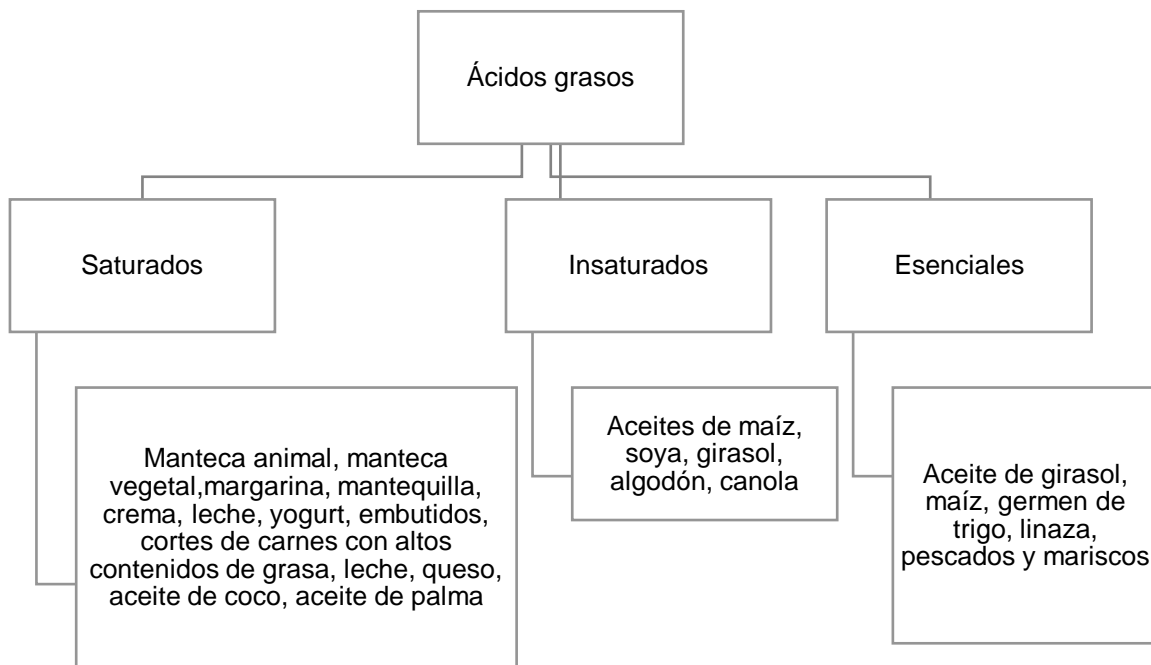 Ácidos grasos
Saturados
Insaturados
Esenciales
Manteca animal, manteca
vegetal,margarina, mantequilla,
crema, leche, yogurt, embutidos,
cortes de carnes con altos
contenidos de grasa, leche, queso,
aceite de coco, aceite de palma
Aceites de maíz,
soya, girasol,
algodón, canola
Aceite de girasol,
maíz, germen de
trigo, linaza,
pescados y mariscos